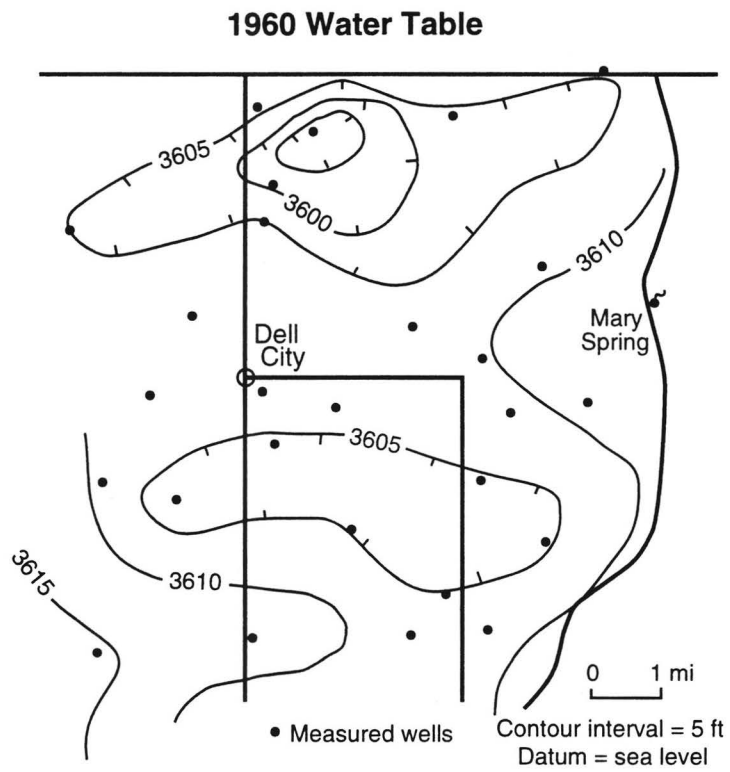 1960 Water Table
3605
3600
3610
Mary
Spring
Dell
City
3605
3610
3615
0 1 mi
Measured wells
Contour interval = 5 ft
Datum = sea level